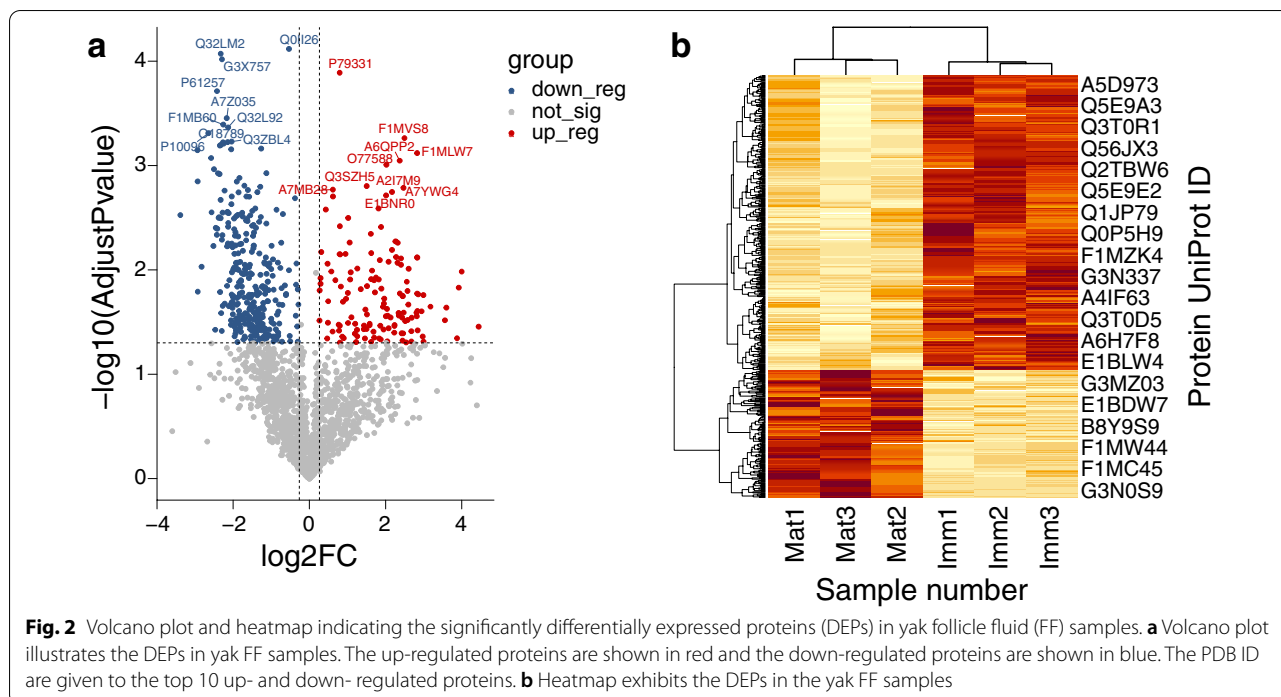 a
Q32LM2
Q0II26
G3X757
P79331
P61257
A7Z035
F1MB60
Q32L92
O18789
Q3ZBL4
P10096
F1MVS8
A6QPP2
F1MLW7
O77588
Q3SZH5
A2I7M9
A7MB28
A7YWG4
E1BNR0
group
down_reg
not_sig
up_reg
4
3
2
1
0
−log10(AdjustPvalue)
−4 −2 0 2 4
log2FC
b
A5D973
Q5E9A3
Q3T0R1
Q56JX3
Q2TBW6
Q5E9E2
Q1JP79
Q0P5H9
F1MZK4
G3N337
A4IF63
Q3T0D5
A6H7F8
E1BLW4
G3MZ03
E1BDW7
B8Y9S9
F1MW44
F1MC45
G3N0S9
Protein UniProt ID
Mat1 Mat3 Mat2 Imm1 Imm2 Imm3
Sample number
Fig. 2 Volcano plot and heatmap indicating the significantly differentially expressed proteins (DEPs) in yak follicle fluid (FF) samples. a Volcano plot
illustrates the DEPs in yak FF samples. The up-regulated proteins are shown in red and the down-regulated proteins are shown in blue. The PDB ID
are given to the top 10 up- and down- regulated proteins. b Heatmap exhibits the DEPs in the yak FF samples